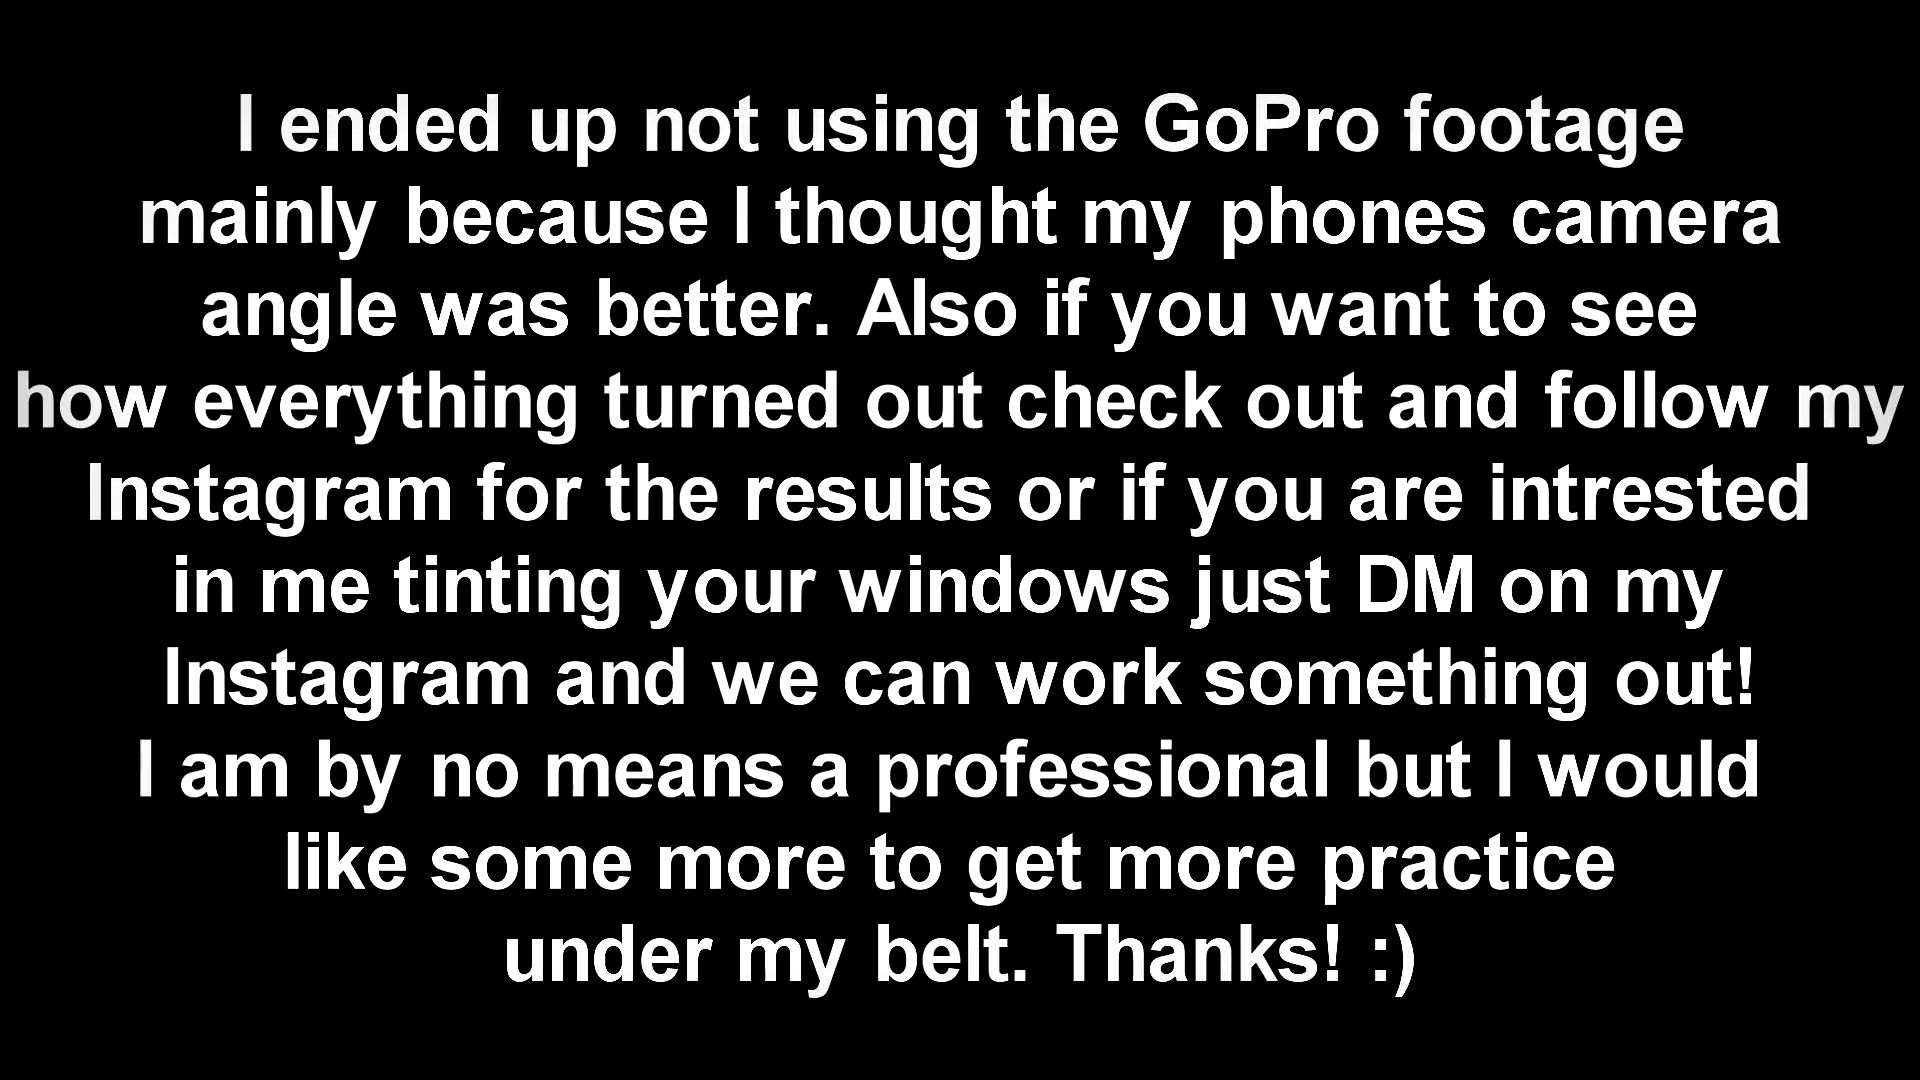 I ended up not using the GoPro footage
mainly because I thought my phones camera
angle was better. Also if you want to see
how everything turned out check out and follow my
Instagram for the results or if you are intrested
in me tinting your windows just DM on my
Instagram and we can work something out!
I am by no means a professional but I would
like some more to get more practice
under my belt. Thanks! :)